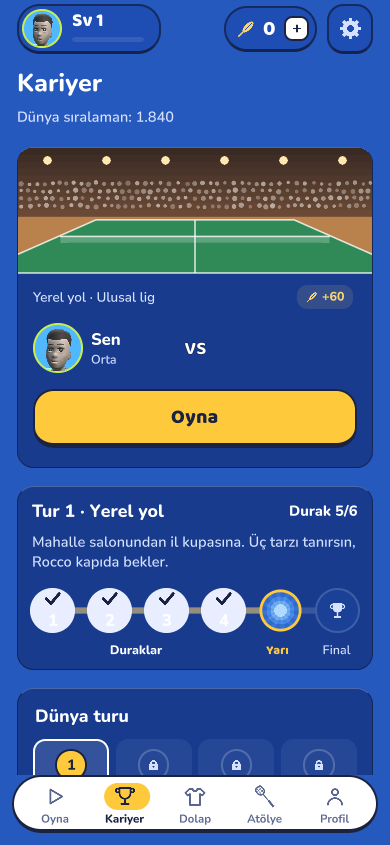 Sv 1
0
+
Kariyer
Dünya sıralaman: 1.840
Yerel yol · Ulusal lig
+60
Sen
Orta
VS
Oyna
Tur 1 · Yerel yol
Durak 5/6
Mahalle salonundan il kupasına. Üç tarzı tanırsın,
Rocco kapıda bekler.
1 2 3 4
Duraklar Yarı Final
Dünya turu
1
Oyna Kariyer Dolap Atölye Profil